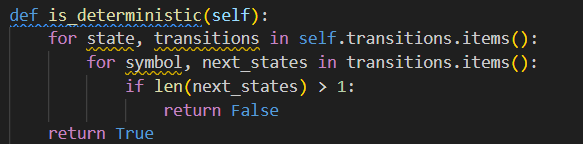 def is_deterministic(self):
    for state, transitions in self.transitions.items():
        for symbol, next_states in transitions.items():
            if len(next_states) > 1:
                return False
    return True